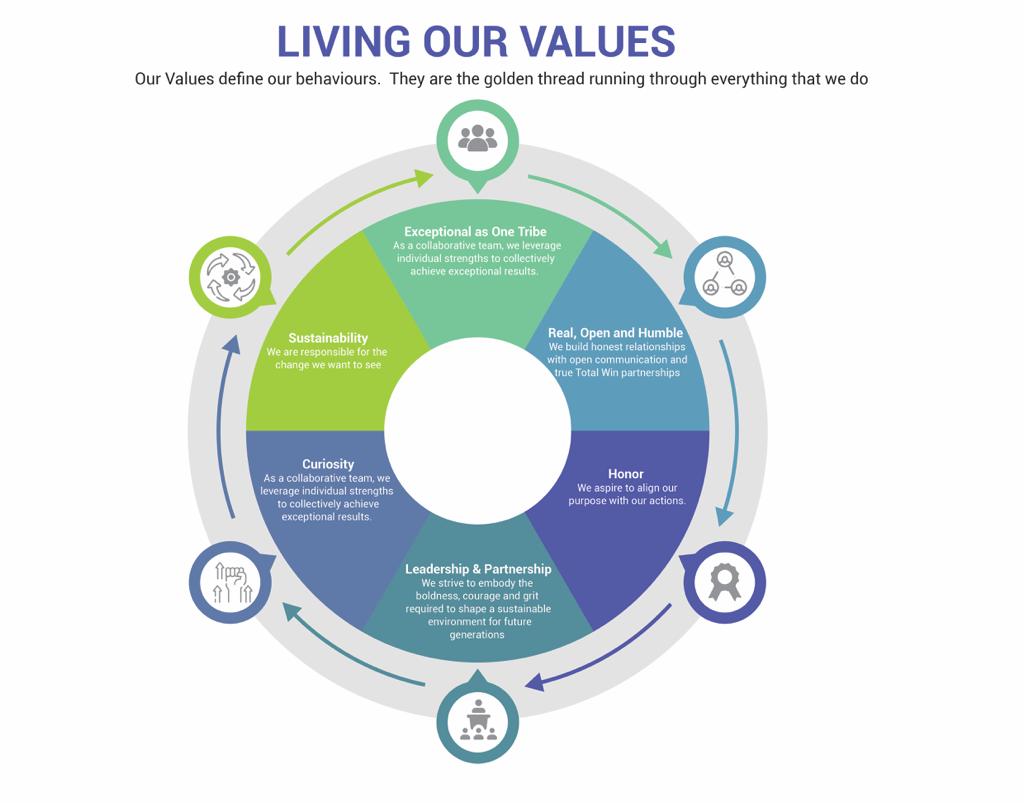 LIVING OUR VALUES
Our Values define our behaviours. They are the golden thread running through everything that we do
Exceptional as One Tribe
As a collaborative team, we leverage
individual strengths to collectively
achieve exceptional results.
Real, Open and Humble
We build honest relationships
with open communication and
true Total Win partnerships
Honor
We aspire to align our
purpose with our actions.
Leadership & Partnership
We strive to embody the
boldness, courage and grit
required to shape a sustainable
environment for future
generations
Curiosity
As a collaborative team, we
leverage individual strengths
to collectively achieve
exceptional results.
Sustainability
We are responsible for the
change we want to see